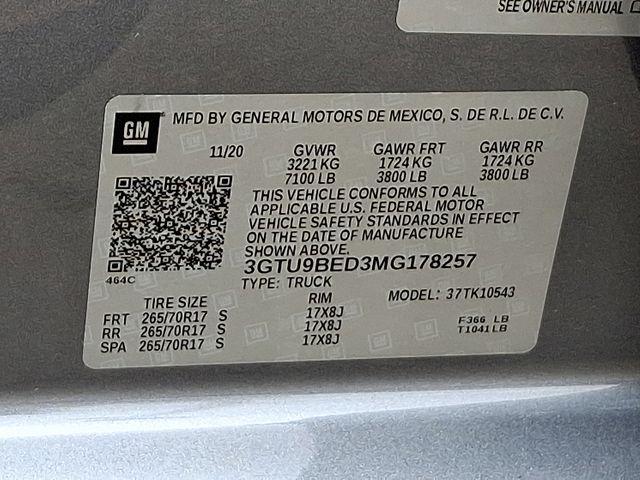 SEE OWNER'S MANUAL
GM MFD BY GENERAL MOTORS DE MEXICO, S. DE R.L. DE C.V.
11/20 GVWR GAWR FRT GAWR RR
3221 KG 1724 KG 1724 KG
7100 LB 3800 LB 3800 LB
THIS VEHICLE CONFORMS TO ALL
APPLICABLE U.S. FEDERAL MOTOR
VEHICLE SAFETY STANDARDS IN EFFECT
ON THE DATE OF MANUFACTURE
SHOWN ABOVE.
464C
3GTU9BED3MG178257
TYPE: TRUCK
TIRE SIZE RIM MODEL: 37TK10543
FRT 265/70R17 S 17X8J F366 LB
RR 265/70R17 S 17X8J T1041LB
SPA 265/70R17 S 17X8J